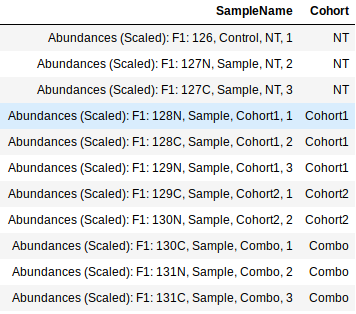 SampleName Cohort
Abundances (Scaled): F1: 126, Control, NT, 1 NT
Abundances (Scaled): F1: 127N, Sample, NT, 2 NT
Abundances (Scaled): F1: 127C, Sample, NT, 3 NT
Abundances (Scaled): F1: 128N, Sample, Cohort1, 1 Cohort1
Abundances (Scaled): F1: 128C, Sample, Cohort1, 2 Cohort1
Abundances (Scaled): F1: 129N, Sample, Cohort1, 3 Cohort1
Abundances (Scaled): F1: 129C, Sample, Cohort2, 1 Cohort2
Abundances (Scaled): F1: 130N, Sample, Cohort2, 2 Cohort2
Abundances (Scaled): F1: 130C, Sample, Combo, 1 Combo
Abundances (Scaled): F1: 131N, Sample, Combo, 2 Combo
Abundances (Scaled): F1: 131C, Sample, Combo, 3 Combo